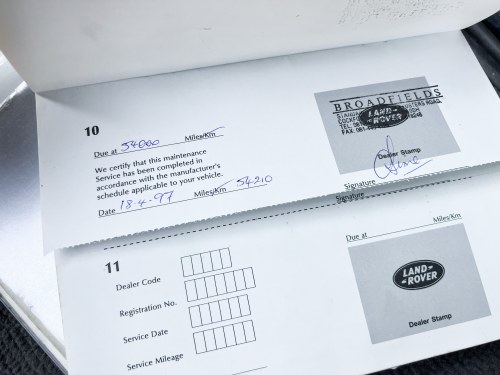 10
Due at 54000 Miles/Km
We certify that this maintenance
Service has been completed in
accordance with the manufacturer's
schedule applicable to your vehicle.
Date 18-4-97 Miles/Km 54210
BROADFIELDS
LAND-
ROVER
Dealer Stamp
Signature
Signature
11
Dealer Code
Registration No.
Service Date
Service Mileage
Due at Miles/Km
LAND-
ROVER
Dealer Stamp